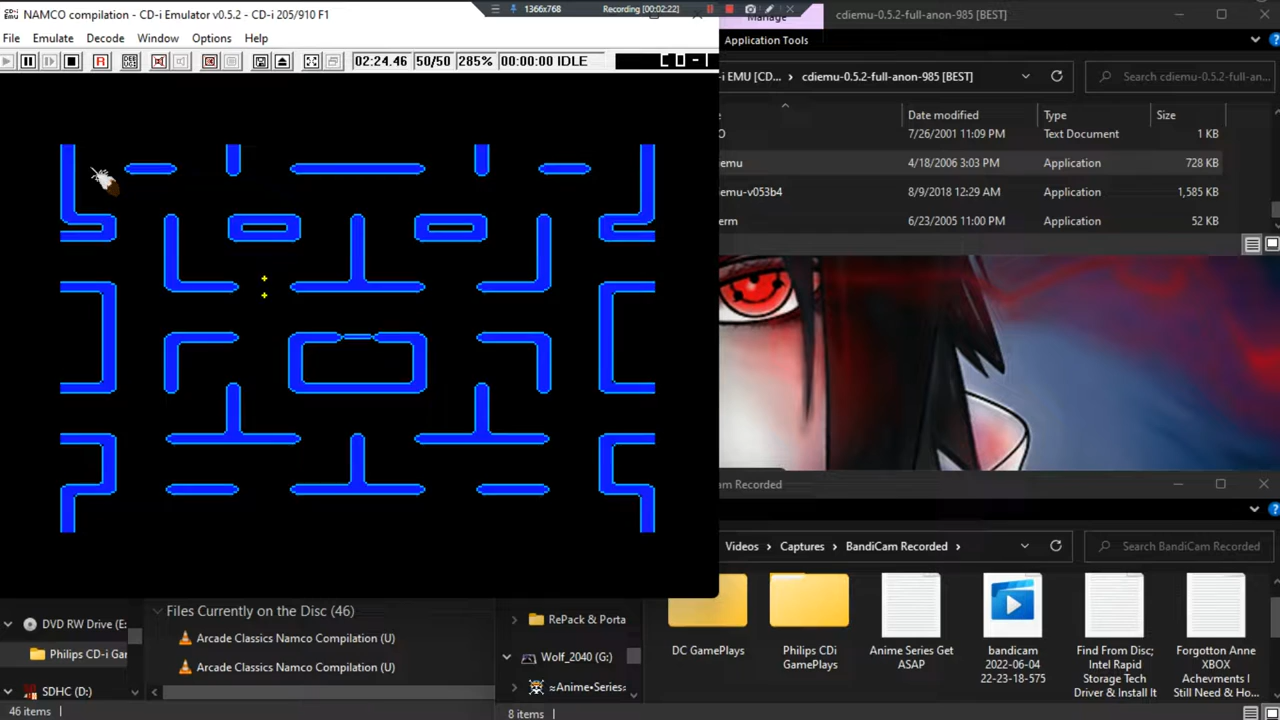 NAMCO compilation - CD-i Emulator v0.5.2 - CD-i 205/910 F1
1366x768
Recording [00:02:22]
File Emulate Decode Window Options Help
02:24.46 50/50 285% 00:00:00 IDLE
CD-I
Manage
cdiemu-0.5.2-full-anon-985 [BEST]
Application Tools
-i EMU [CD... > cdiemu-0.5.2-full-anon-985 [BEST]
Search cdiemu-0.5.2-full-an...
Date modified Type Size
O 7/26/2001 11:09 PM Text Document 1 KB
emu 4/18/2006 3:03 PM Application 728 KB
emu-v053b4 8/9/2018 12:29 AM Application 1,585 KB
erm 6/23/2005 11:00 PM Application 52 KB
Cam Recorded
Videos > Captures > BandiCam Recorded >
Search BandiCam Recorded
DC GamePlays
Philips CDi GamePlays
Anime Series Get ASAP
bandicam 2022-06-04 22-23-18-575
Find From Disc; Intel Rapid Storage Tech Driver & Install It
Forgotton Anne XBOX Achevments I Still Need & Ho...
DVD RW Drive (E:
Philips CD-i Gar
SDHC (D:)
46 items
Files Currently on the Disc (46)
Arcade Classics Namco Compilation (U)
Arcade Classics Namco Compilation (U)
RePack & Porta
Wolf_2040 (G:)
≈Anime•Series
8 items